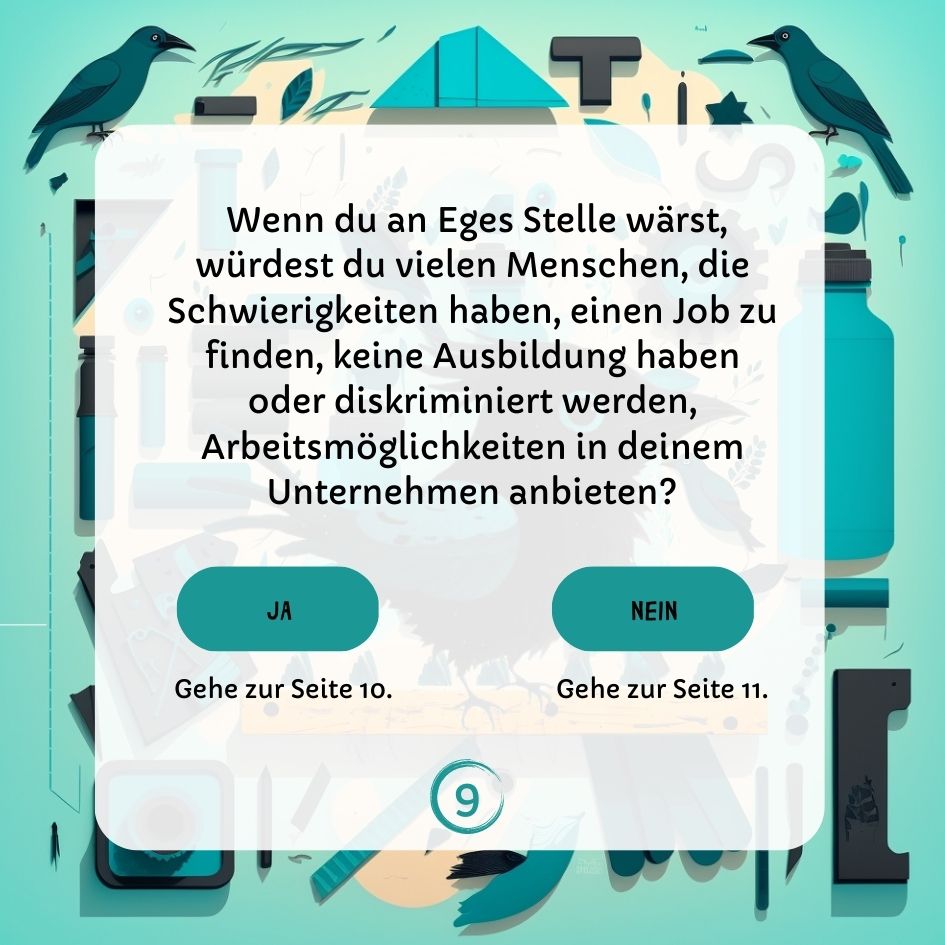 Wenn du an Eges Stelle wärst,
würdest du vielen Menschen, die
Schwierigkeiten haben, einen Job zu
finden, keine Ausbildung haben
oder diskriminiert werden,
Arbeitsmöglichkeiten in deinem
Unternehmen anbieten?
JA
NEIN
Gehe zur Seite 10.
Gehe zur Seite 11.
9